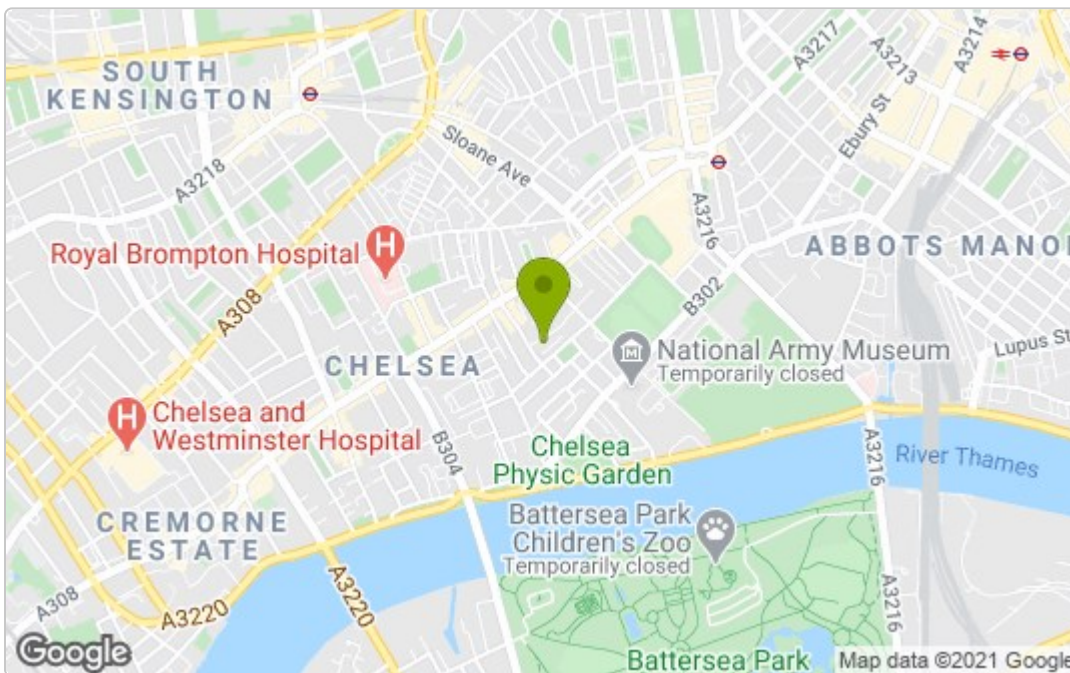 A3217
A3214
A3213
SOUTH
KENSINGTON
Sloane Ave
Ebury St
A3218
A3216
Royal Brompton Hospital
H
ABBOTS MANOR
A308
B302
CHELSEA
National Army Museum
Temporarily closed
Lupus St
H
Chelsea and
Westminster Hospital
B304
Chelsea
Physic Garden
A3216
River Thames
CREMORNE
ESTATE
Battersea Park
Children's Zoo
Temporarily closed
A308
A3220
A3220
A3216
Google
Battersea Park
Map data ©2021 Google